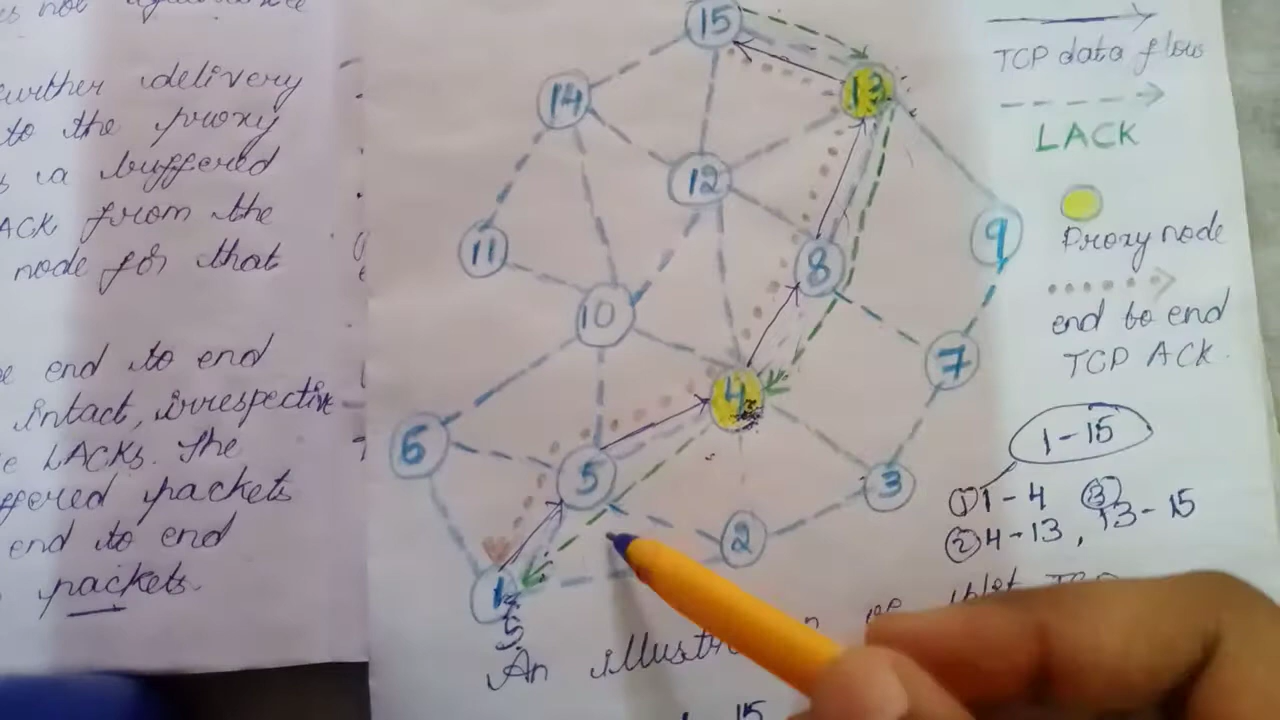 further delivery
to the proxy
is a buffered
ACK from the
node for that
end to end
intact, irrespective
LACKs. The
buffered packets
end to end
packets.
15
13
14
12
11
9
8
10
7
4
6
5
3
2
1
5
TCP data flow
LACK
Proxy node
end to end
TCP ACK.
1-15
① 1-4 ③
② 4-13, 13-15
An
15